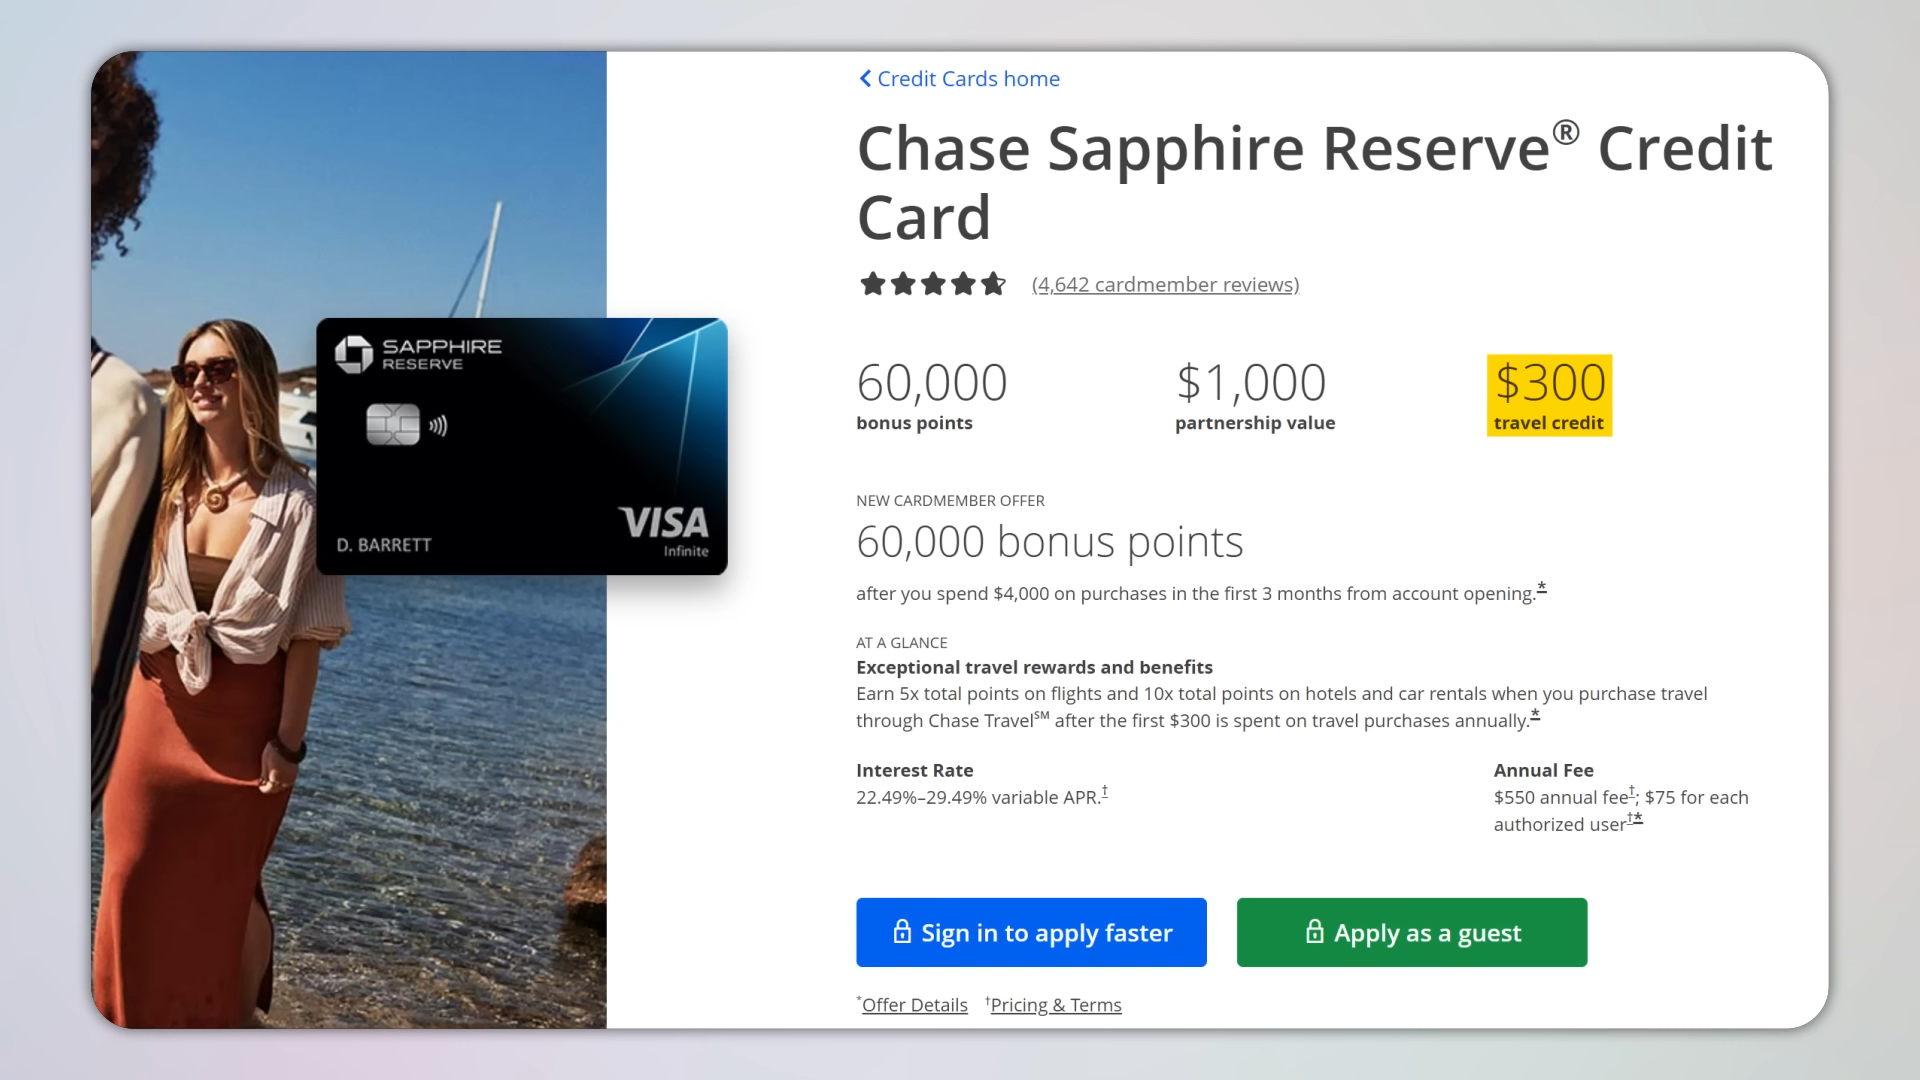 Credit Cards home
Chase Sapphire Reserve® Credit
Card
(4,642 cardmember reviews)
60,000
bonus points
$1,000
partnership value
$300
travel credit
SAPPHIRE
RESERVE
D. BARRETT
VISA
Infinite
NEW CARDMEMBER OFFER
60,000 bonus points
after you spend $4,000 on purchases in the first 3 months from account opening.*
AT A GLANCE
Exceptional travel rewards and benefits
Earn 5x total points on flights and 10x total points on hotels and car rentals when you purchase travel
through Chase Travel℠ after the first $300 is spent on travel purchases annually.*
Interest Rate
22.49%–29.49% variable APR.†
Annual Fee
$550 annual fee†; $75 for each
authorized user†*
Sign in to apply faster
Apply as a guest
*Offer Details †Pricing & Terms